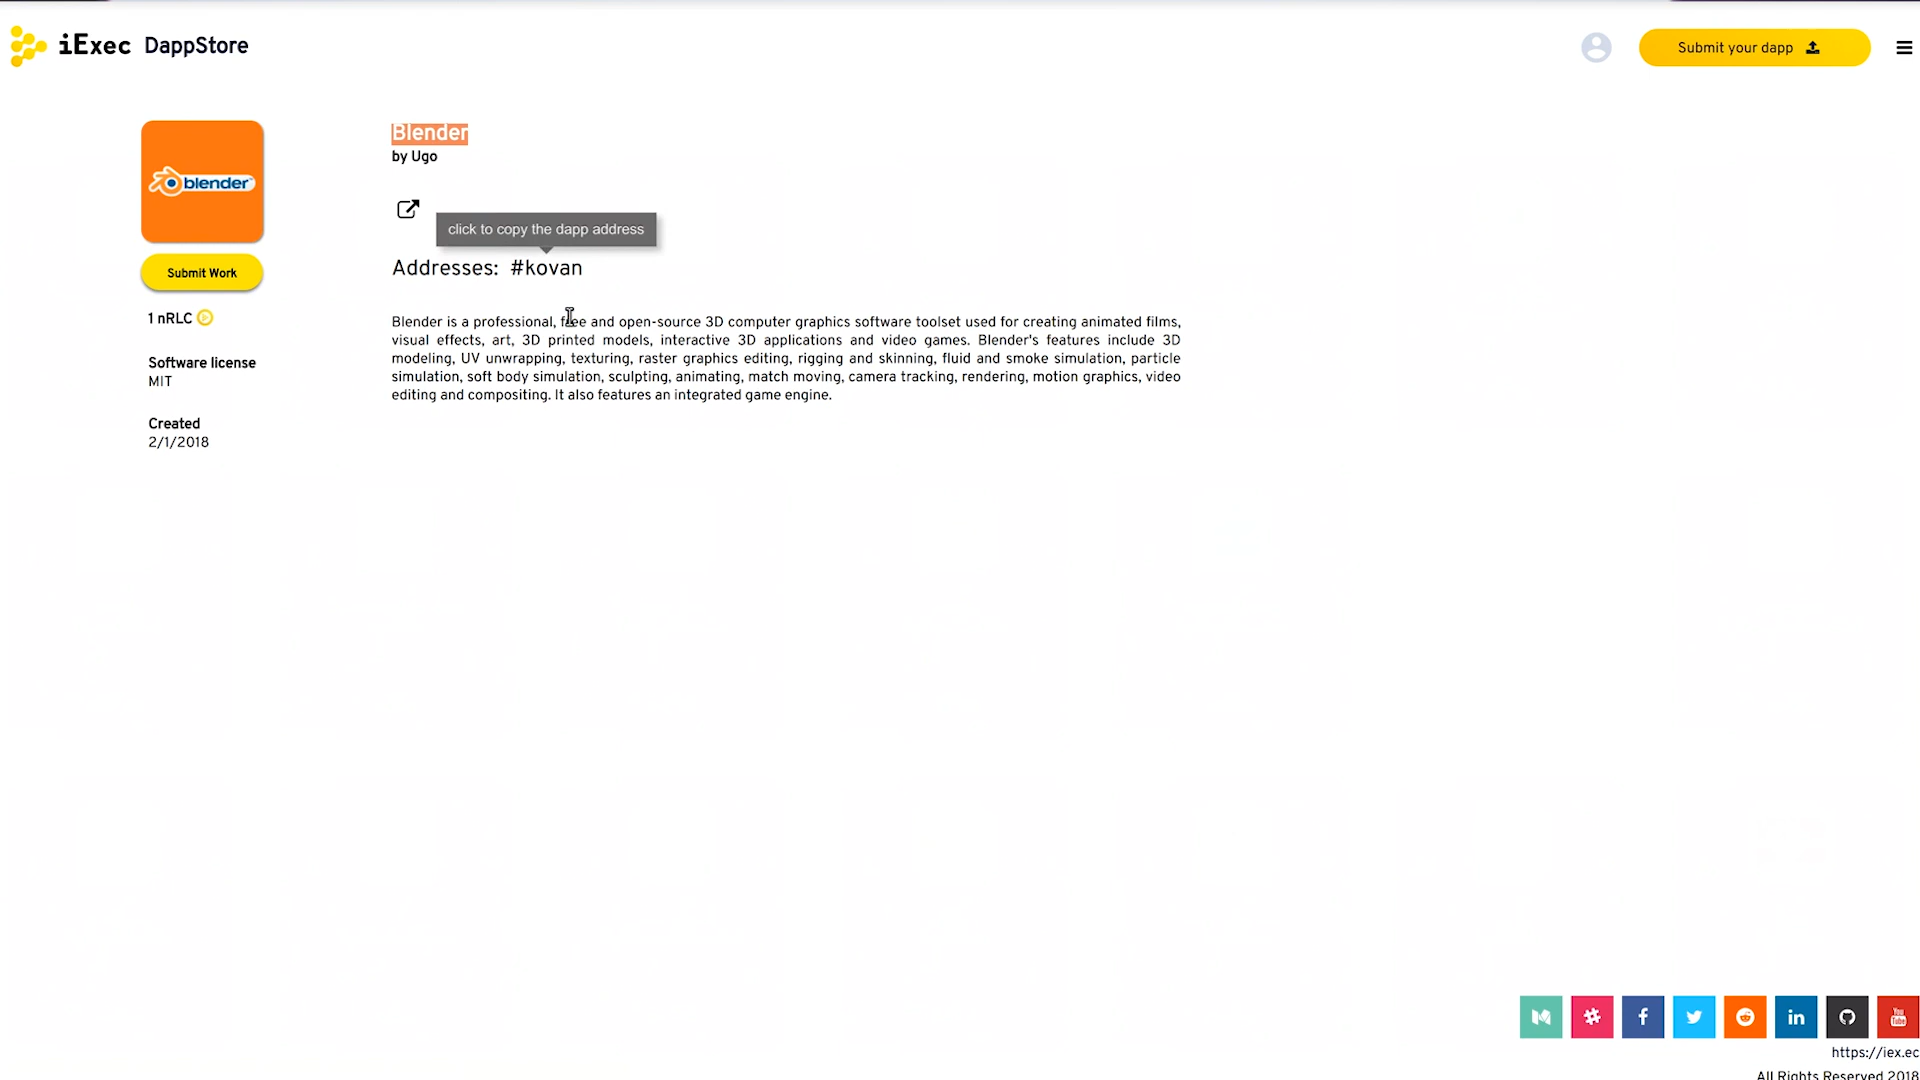 iExec DappStore
Submit your dapp
blender
Blender
by Ugo
click to copy the dapp address
Addresses: #kovan
Submit Work
1 nRLC
Software license
MIT
Created
2/1/2018
Blender is a professional, free and open-source 3D computer graphics software toolset used for creating animated films,
visual effects, art, 3D printed models, interactive 3D applications and video games. Blender's features include 3D
modeling, UV unwrapping, texturing, raster graphics editing, rigging and skinning, fluid and smoke simulation, particle
simulation, soft body simulation, sculpting, animating, match moving, camera tracking, rendering, motion graphics, video
editing and compositing. It also features an integrated game engine.
You Tube
https://iex.ec
All Rights Reserved 2018